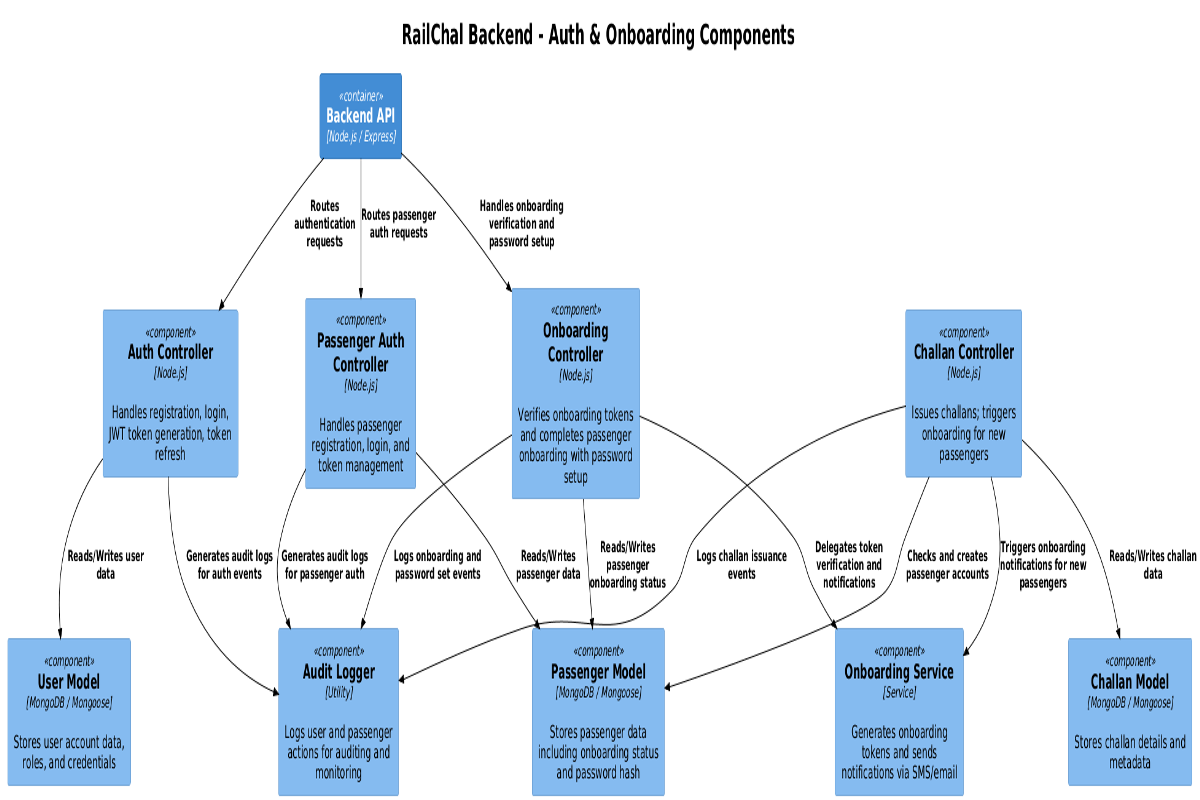 RailChal Backend - Auth & Onboarding Components
«container»
Backend API
[Node.js / Express]
Routes
authentication
requests
Routes passenger
auth requests
Handles onboarding
verification and
password setup
«component»
Auth Controller
[Node.js]
Handles registration, login,
JWT token generation, token
refresh
«component»
Passenger Auth
Controller
[Node.js]
Handles passenger
registration, login, and
token management
«component»
Onboarding
Controller
[Node.js]
Verifies onboarding tokens
and completes passenger
onboarding with password
setup
«component»
Challan Controller
[Node.js]
Issues challans; triggers
onboarding for new
passengers
Reads/Writes user
data
Generates audit logs
for auth events
Generates audit logs
for passenger auth
Logs onboarding and
password set events
Reads/Writes
passenger data
Reads/Writes
passenger
onboarding status
Logs challan issuance
events
Delegates token
verification and
notifications
Checks and creates
passenger accounts
Triggers onboarding
notifications for new
passengers
Reads/Writes challan
data
«component»
User Model
[MongoDB / Mongoose]
Stores user account data,
roles, and credentials
«component»
Audit Logger
[Utility]
Logs user and passenger
actions for auditing and
monitoring
«component»
Passenger Model
[MongoDB / Mongoose]
Stores passenger data
including onboarding status
and password hash
«component»
Onboarding Service
[Service]
Generates onboarding
tokens and sends
notifications via SMS/email
«component»
Challan Model
[MongoDB / Mongoose]
Stores challan details and
metadata